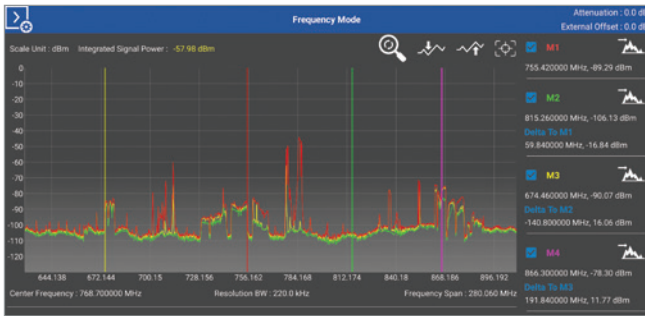 Frequency Mode
Attenuation : 0.0 d
External Offset : 0.0 d
Scale Unit : dBm Integrated Signal Power : -57.98 dBm
0
-10
-20
-30
-40
-50
-60
-70
-80
-90
-100
-110
-120
644.138 672.144 700.15 728.156 756.162 784.168 812.174 840.18 868.186 896.192
Center Frequency : 768.700000 MHz Resolution BW : 220.0 kHz Frequency Span : 280.060 MHz
M1
755.420000 MHz, -89.29 dBm
M2
815.260000 MHz, -106.13 dBm
Delta To M1
59.840000 MHz, -16.84 dBm
M3
674.460000 MHz, -90.07 dBm
Delta To M2
-140.800000 MHz, 16.06 dBm
M4
866.300000 MHz, -78.30 dBm
Delta To M3
191.840000 MHz, 11.77 dBm